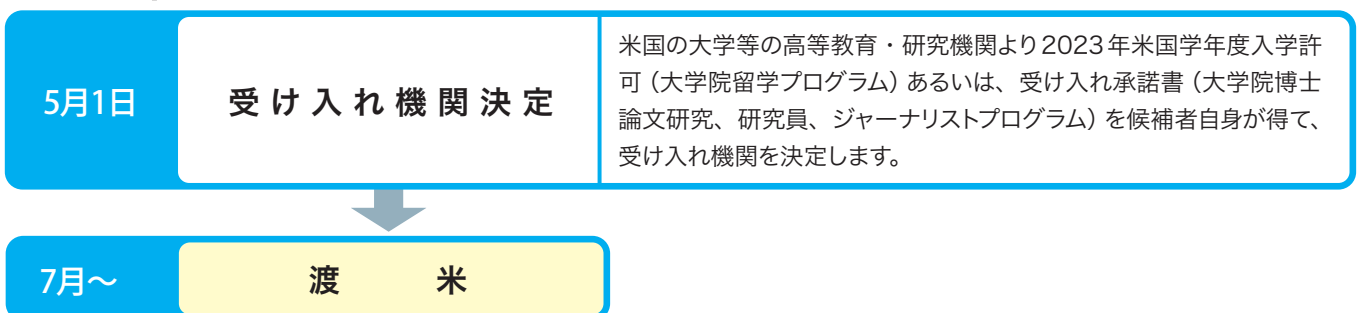 5月1日
受け入れ機関決定
米国の大学等の高等教育・研究機関より2023年米国学年度入学許
可（大学院留学プログラム）あるいは、受け入れ承諾書（大学院博士
論文研究、研究員、ジャーナリストプログラム）を候補者自身が得て、
受け入れ機関を決定します。
7月～
渡　米